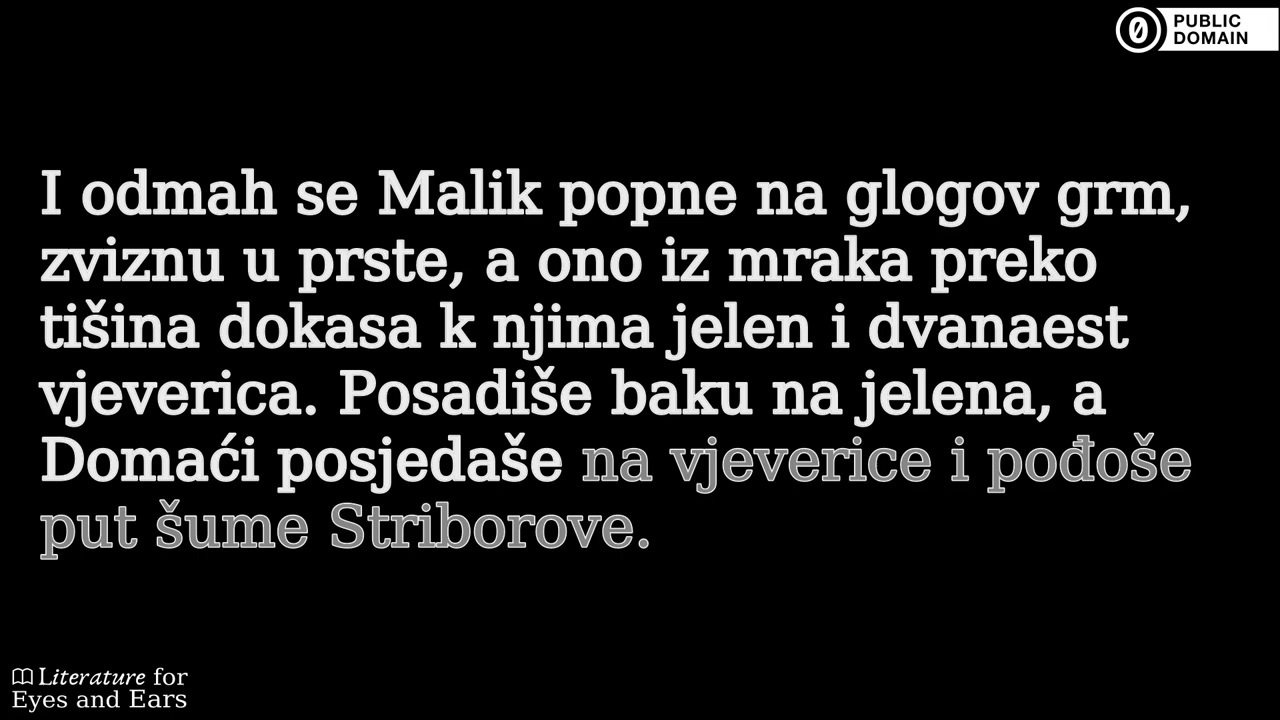 PUBLIC
DOMAIN
I odmah se Malik popne na glogov grm,
zviznu u prste, a ono iz mraka preko
tišina dokasa k njima jelen i dvanaest
vjeverica. Posadiše baku na jelena, a
Domaći posjedaše na vjeverice i pođoše
put šume Striborove.
Literature for
Eyes and Ears